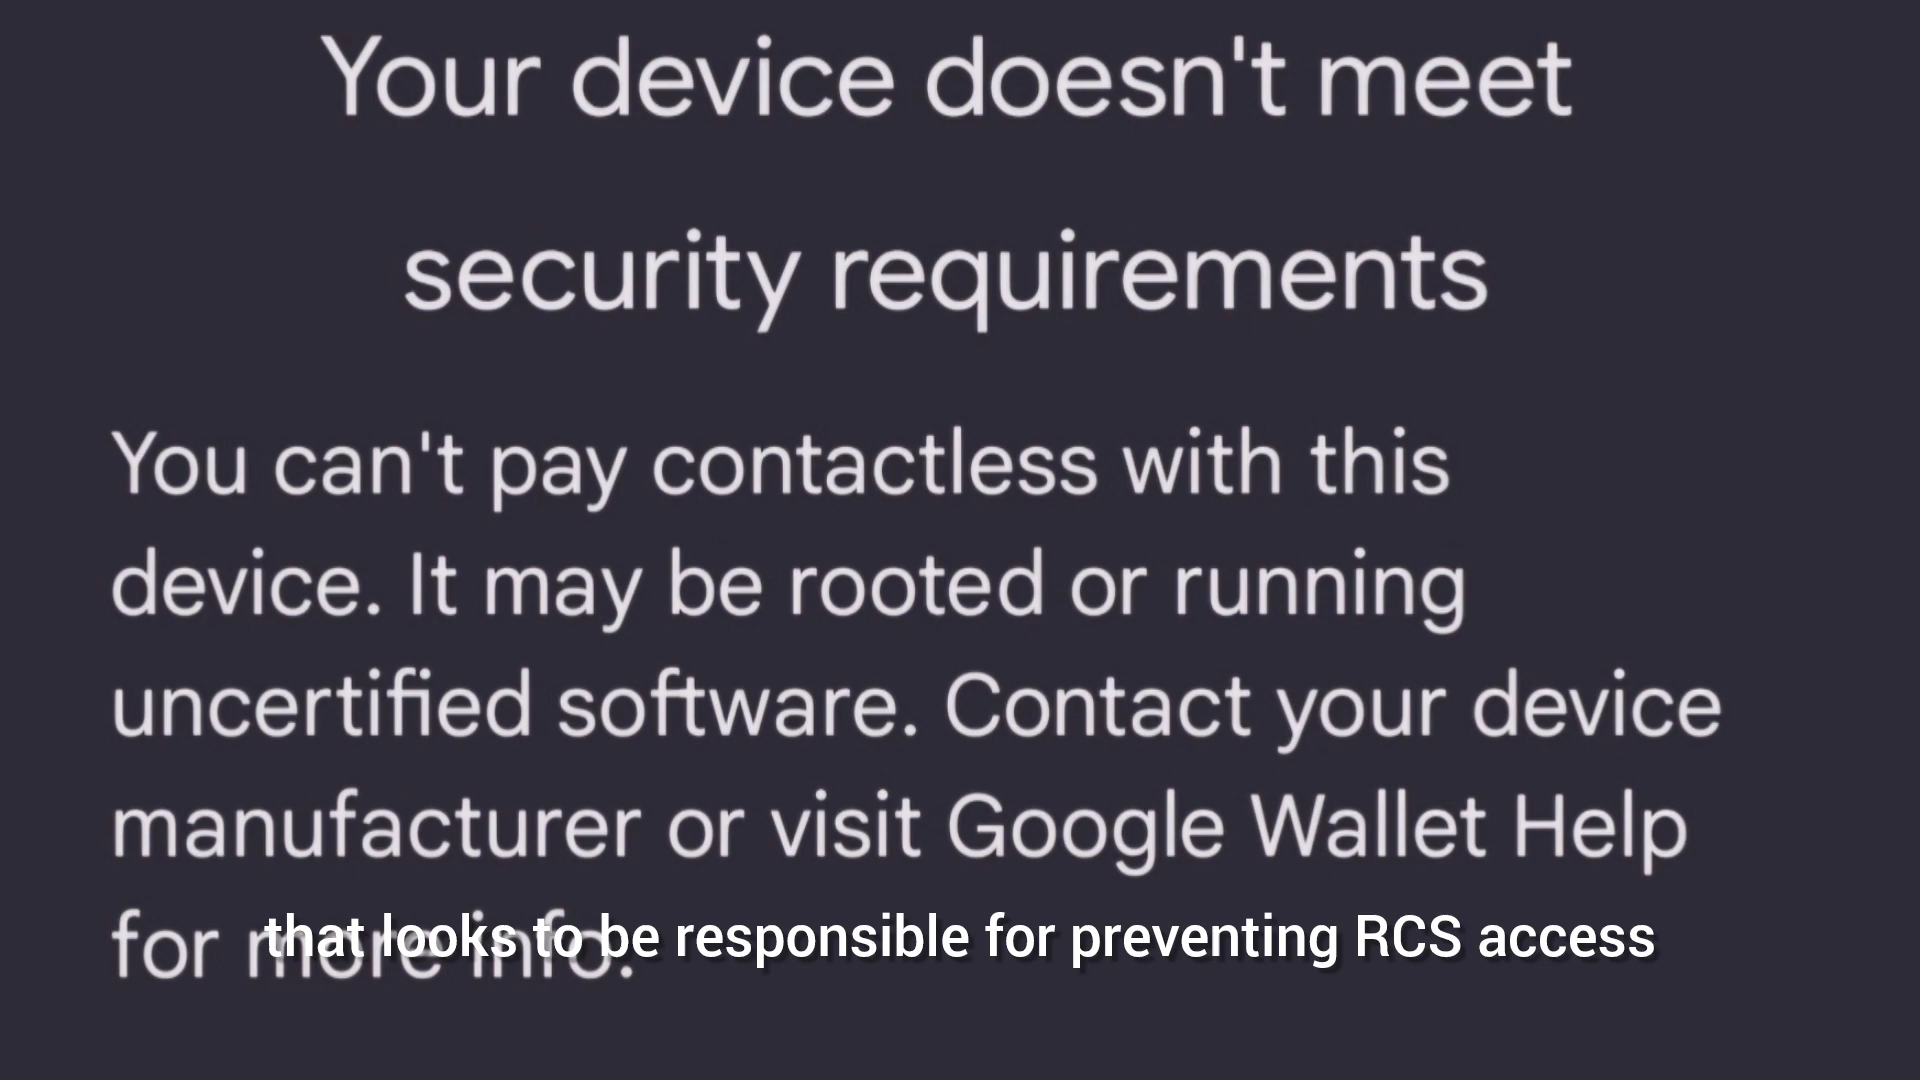 Your device doesn't meet
security requirements
You can't pay contactless with this
device. It may be rooted or running
uncertified software. Contact your device
manufacturer or visit Google Wallet Help
for more info.
that looks to be responsible for preventing RCS access